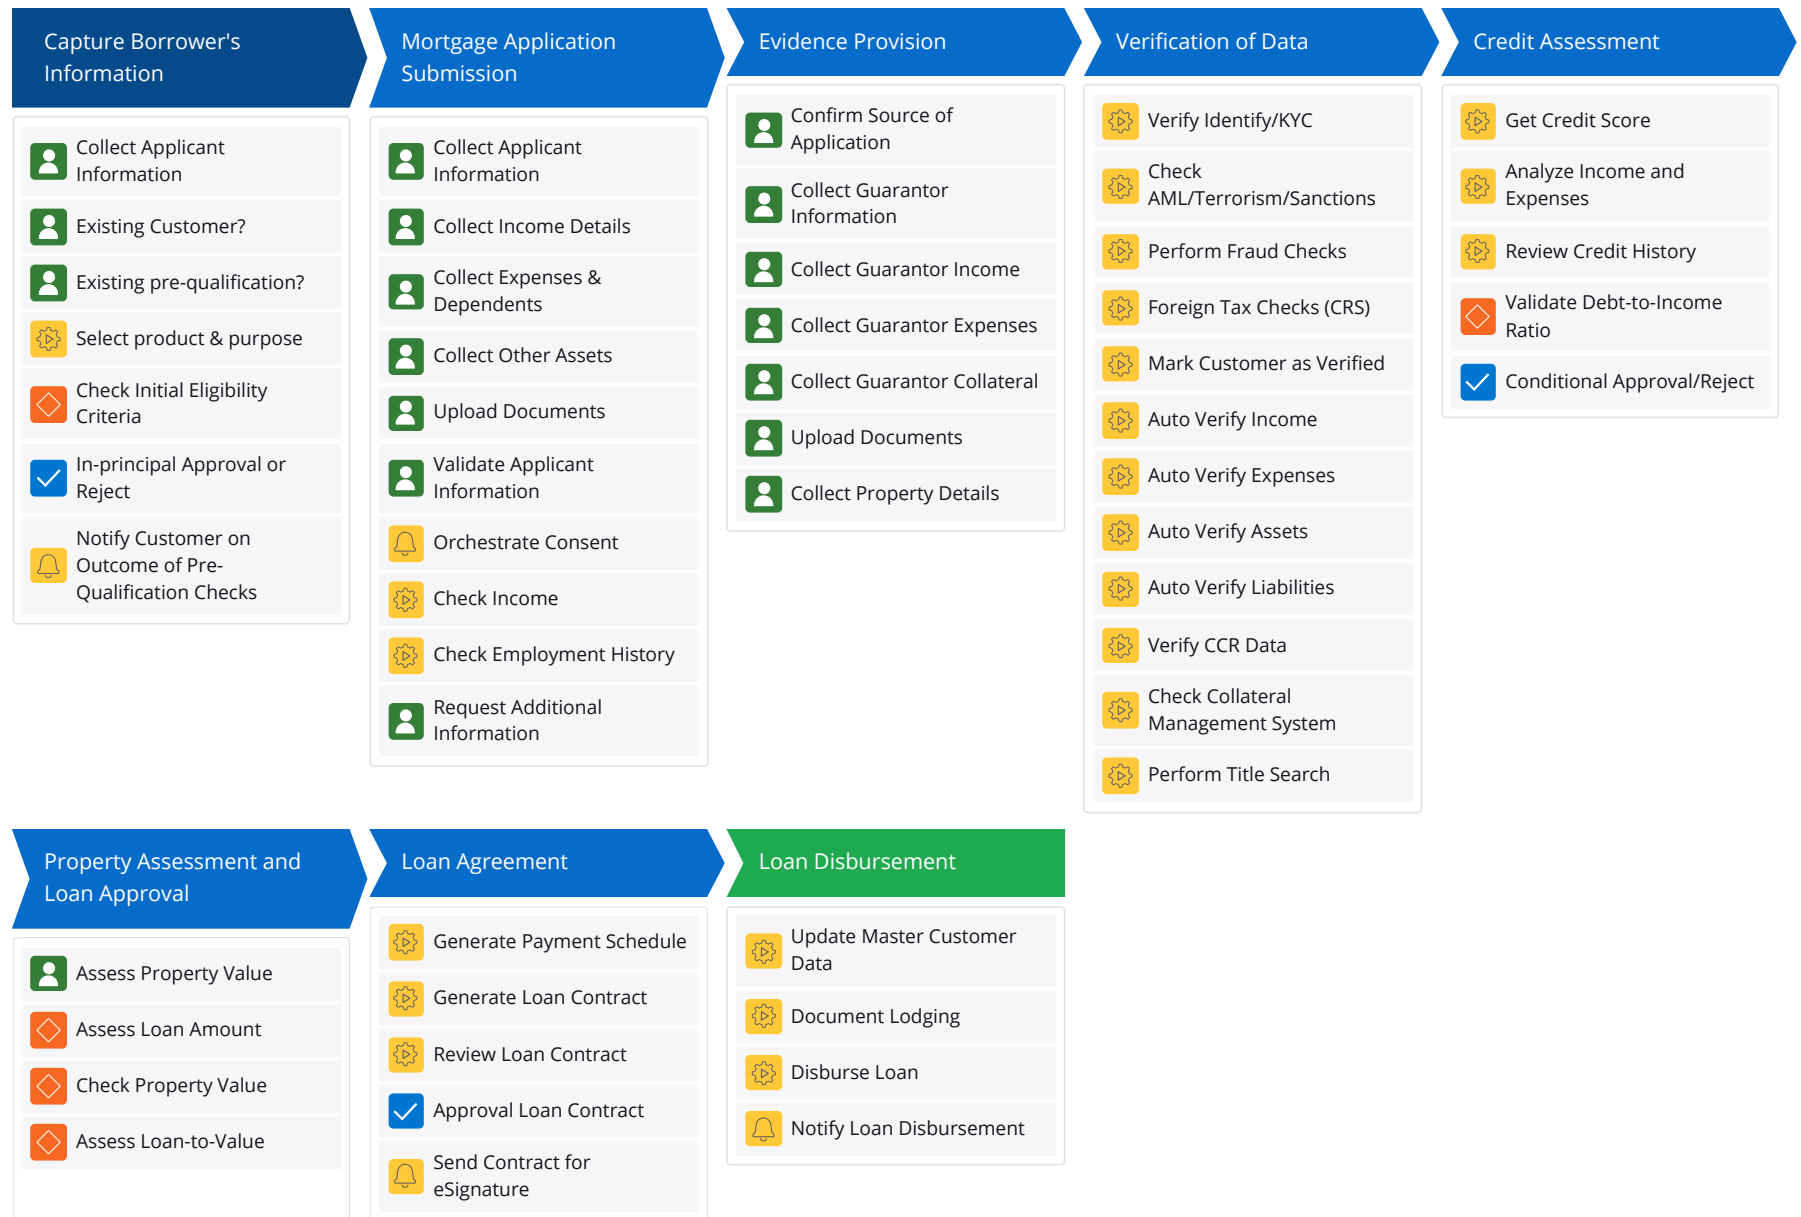 Capture Borrower's
Information
Collect Applicant
Information
Existing Customer?
Existing pre-qualification?
Select product & purpose
Check Initial Eligibility
Criteria
In-principal Approval or
Reject
Notify Customer on
Outcome of Pre-
Qualification Checks
Mortgage Application
Submission
Collect Applicant
Information
Collect Income Details
Collect Expenses &
Dependents
Collect Other Assets
Upload Documents
Validate Applicant
Information
Orchestrate Consent
Check Income
Check Employment History
Request Additional
Information
Evidence Provision
Confirm Source of
Application
Collect Guarantor
Information
Collect Guarantor Income
Collect Guarantor Expenses
Collect Guarantor Collateral
Upload Documents
Collect Property Details
Verification of Data
Verify Identify/KYC
Check
AML/Terrorism/Sanctions
Perform Fraud Checks
Foreign Tax Checks (CRS)
Mark Customer as Verified
Auto Verify Income
Auto Verify Expenses
Auto Verify Assets
Auto Verify Liabilities
Verify CCR Data
Check Collateral
Management System
Perform Title Search
Credit Assessment
Get Credit Score
Analyze Income and
Expenses
Review Credit History
Validate Debt-to-Income
Ratio
Conditional Approval/Reject
Property Assessment and
Loan Approval
Assess Property Value
Assess Loan Amount
Check Property Value
Assess Loan-to-Value
Loan Agreement
Generate Payment Schedule
Generate Loan Contract
Review Loan Contract
Approval Loan Contract
Send Contract for
eSignature
Loan Disbursement
Update Master Customer
Data
Document Lodging
Disburse Loan
Notify Loan Disbursement